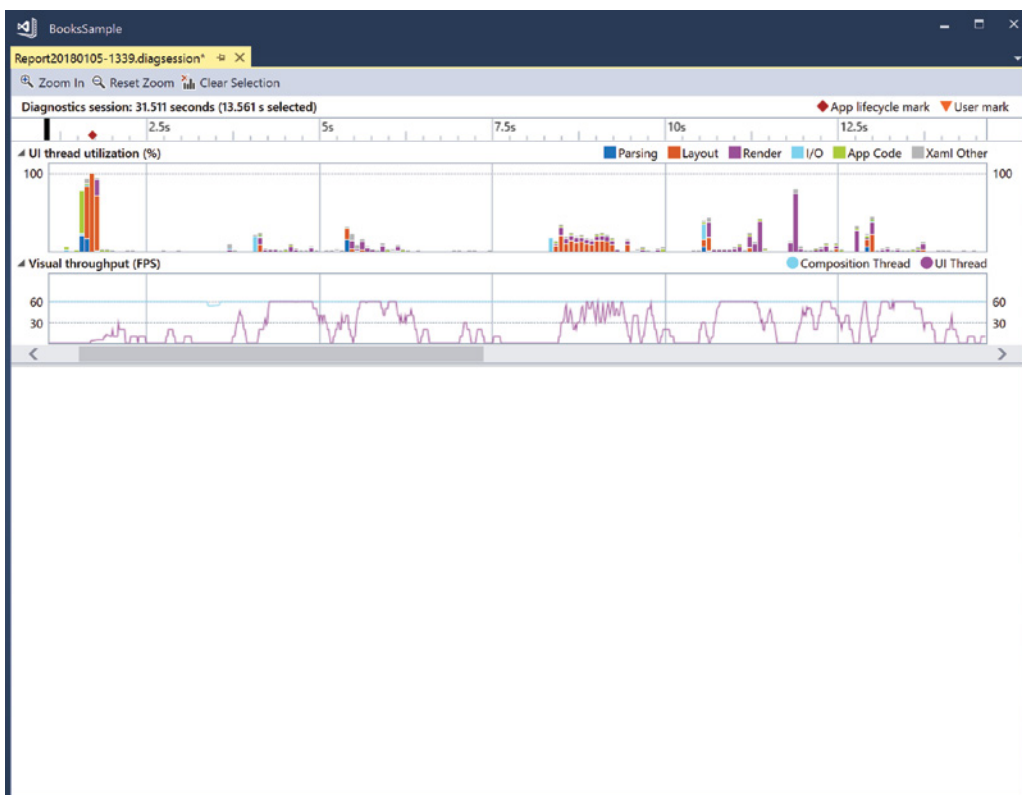 BooksSample
Report20180105-1339.diagsession*
Zoom In Reset Zoom Clear Selection
Diagnostics session: 31.511 seconds (13.561 s selected) App lifecycle mark User mark
2.5s 5s 7.5s 10s 12.5s
UI thread utilization (%) Parsing Layout Render I/O App Code Xaml Other
100 100
Visual throughput (FPS) Composition Thread UI Thread
60 60
30 30